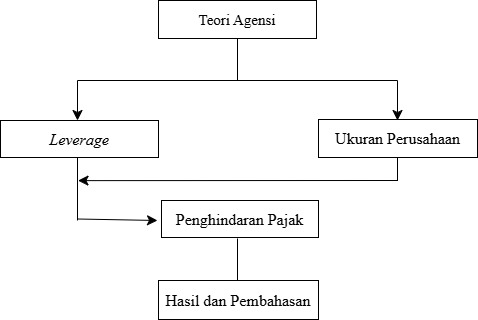 Teori Agensi
Leverage
Ukuran Perusahaan
Penghindaran Pajak
Hasil dan Pembahasan